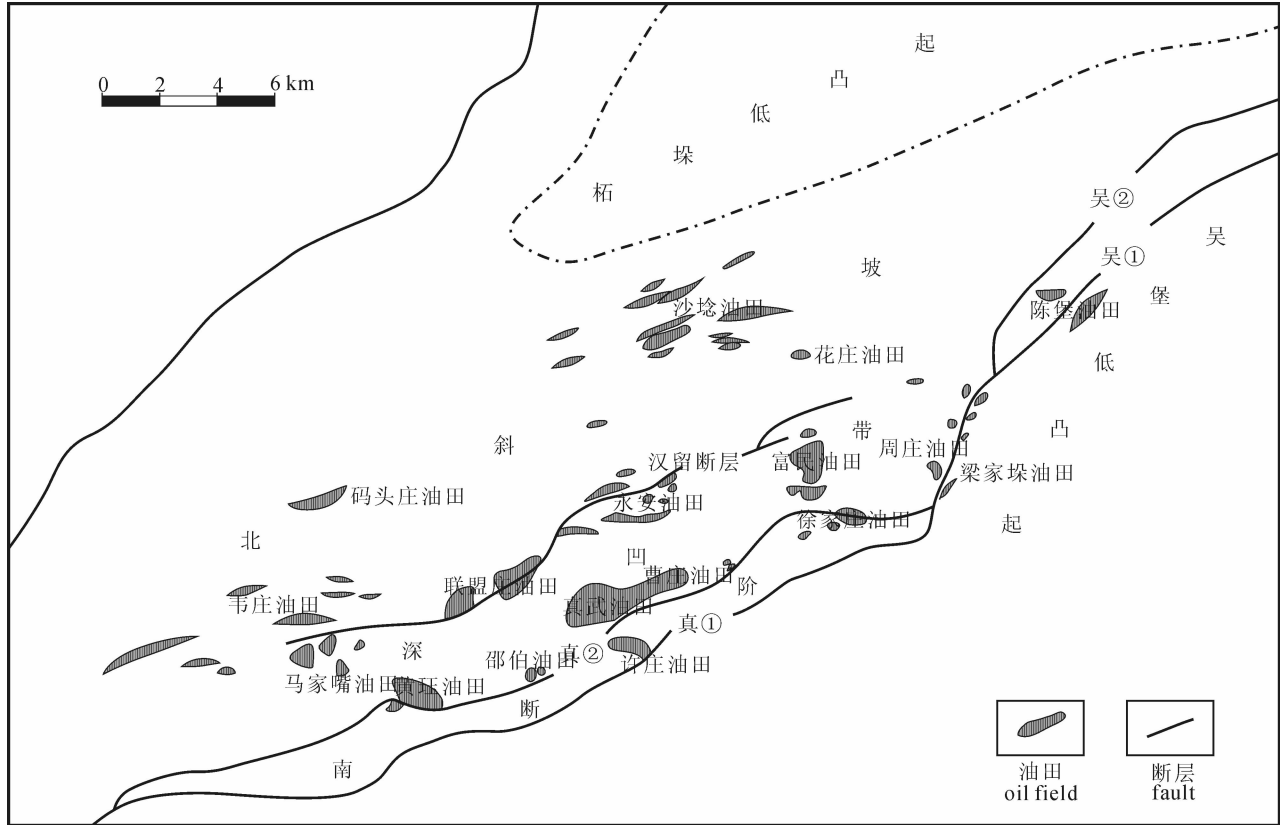 0 2 4 6 km
起
凸
低
垛
柘
吴②
吴
吴①
坡
堡
陈堡油田
沙埝油田
花庄油田
低
凸
带
斜
周庄油田
汉留断层
富民油田
梁家垛油田
码头庄油田
永安油田
徐家庄油田
起
北
凹
曹庄油田
联盟庄油田
阶
韦庄油田
真武油田
真①
深
真②
邵伯油田
许庄油田
马家嘴油田
黄珏油田
断
南
油田
oil field
断层
fault